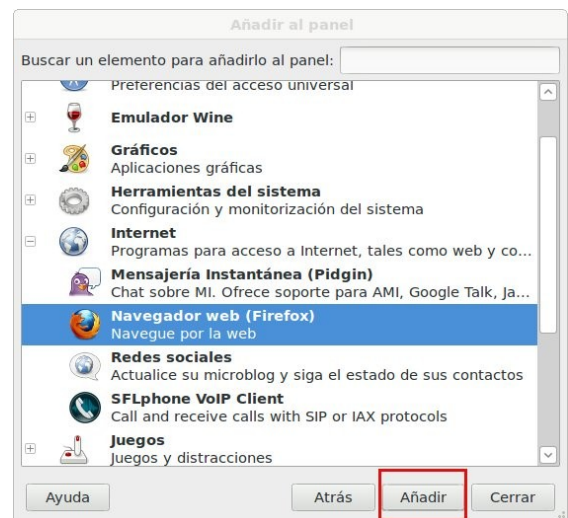 Añadir al panel
Buscar un elemento para añadirlo al panel:
Preferencias del acceso universal
Emulador Wine
Gráficos
Aplicaciones gráficas
Herramientas del sistema
Configuración y monitorización del sistema
Internet
Programas para acceso a Internet, tales como web y co...
Mensajería Instantánea (Pidgin)
Chat sobre MI. Ofrece soporte para AMI, Google Talk, Ja...
Navegador web (Firefox)
Navegue por la web
Redes sociales
Actualice su microblog y siga el estado de sus contactos
SFLphone VoIP Client
Call and receive calls with SIP or IAX protocols
Juegos
Juegos y distracciones
Ayuda Atrás Añadir Cerrar